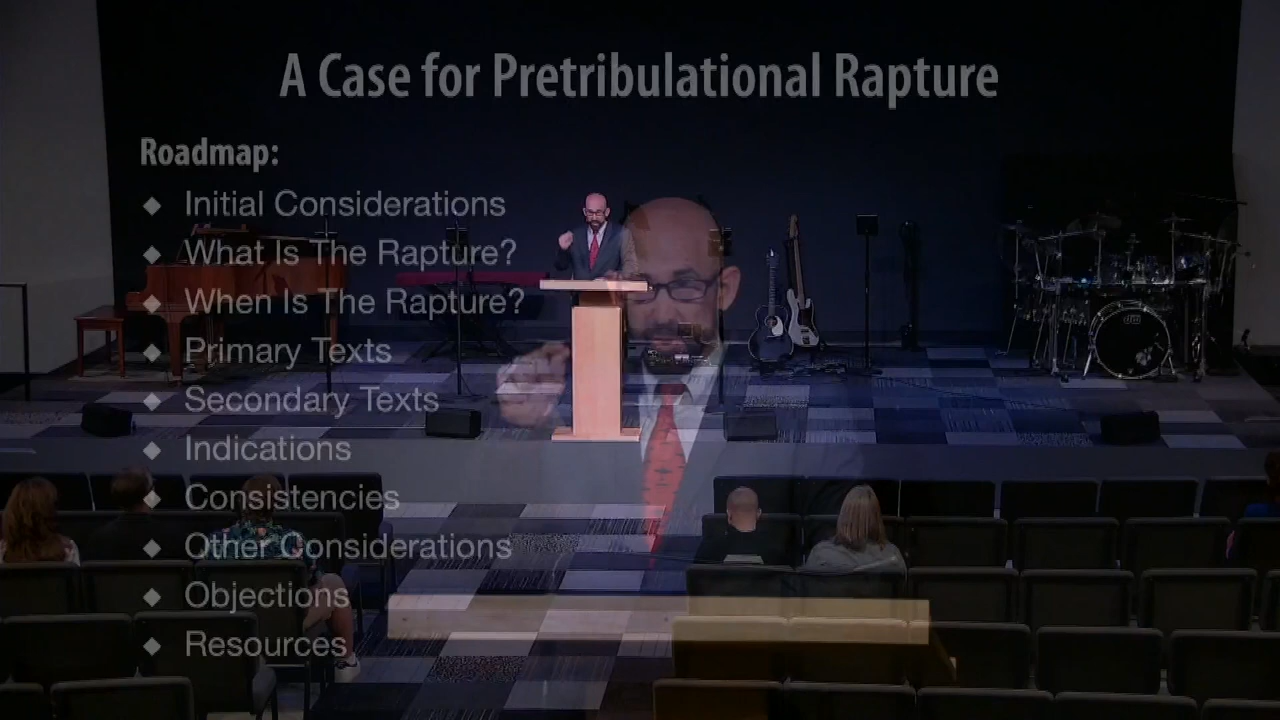 A Case for Pretribulational Rapture
Roadmap:
◆ Initial Considerations
◆ What Is The Rapture?
◆ When Is The Rapture?
◆ Primary Texts
◆ Secondary Texts
◆ Indications
◆ Consistencies
◆ Other Considerations
◆ Objections
◆ Resources